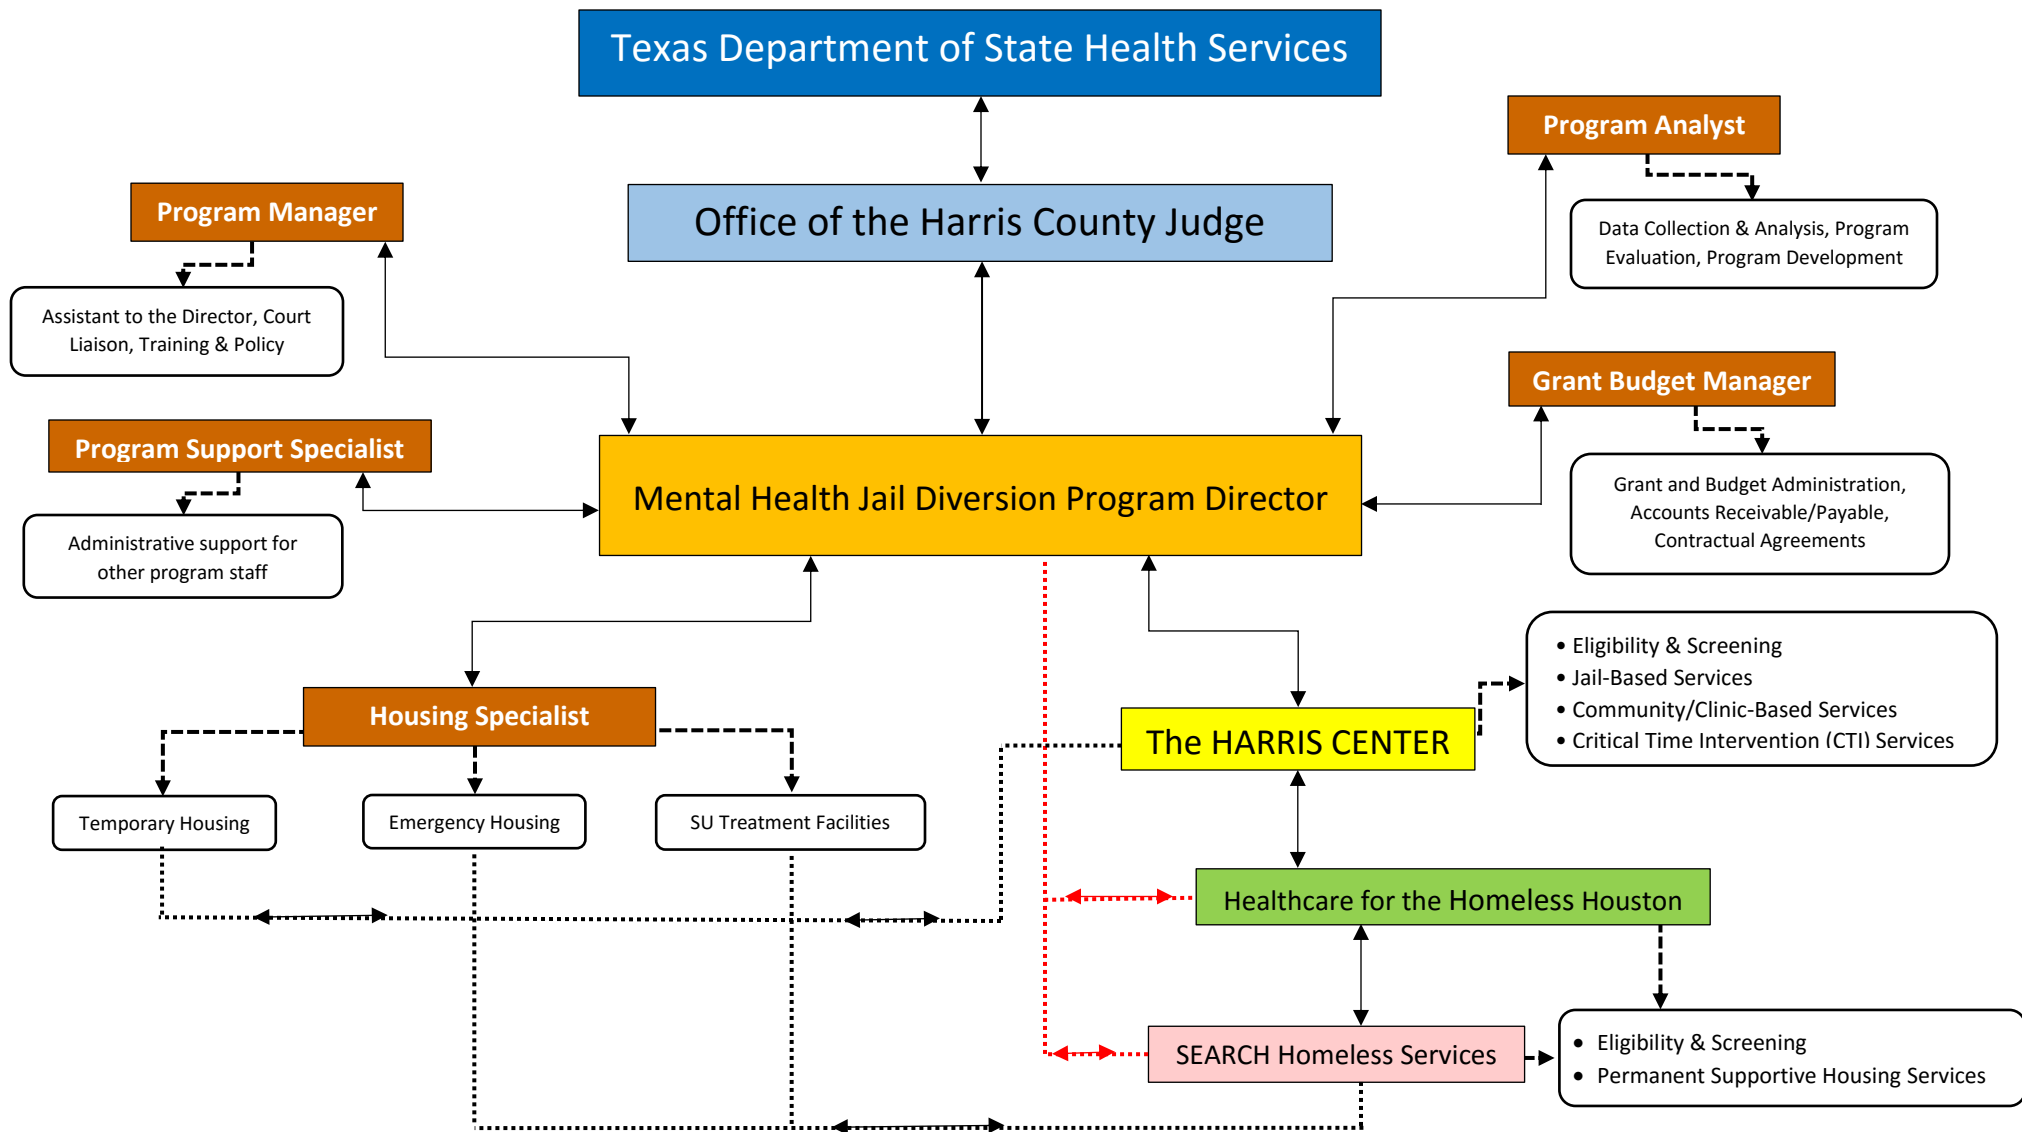 Texas Department of State Health Services
Program Analyst
Program Manager
Office of the Harris County Judge
Data Collection & Analysis, Program
Evaluation, Program Development
Assistant to the Director, Court
Liaison, Training & Policy
Grant Budget Manager
Program Support Specialist
Mental Health Jail Diversion Program Director
Grant and Budget Administration,
Accounts Receivable/Payable,
Contractual Agreements
Administrative support for
other program staff
• Eligibility & Screening
• Jail-Based Services
• Community/Clinic-Based Services
• Critical Time Intervention (CTI) Services
Housing Specialist
The HARRIS CENTER
Temporary Housing
Emergency Housing
SU Treatment Facilities
Healthcare for the Homeless Houston
SEARCH Homeless Services
• Eligibility & Screening
• Permanent Supportive Housing Services